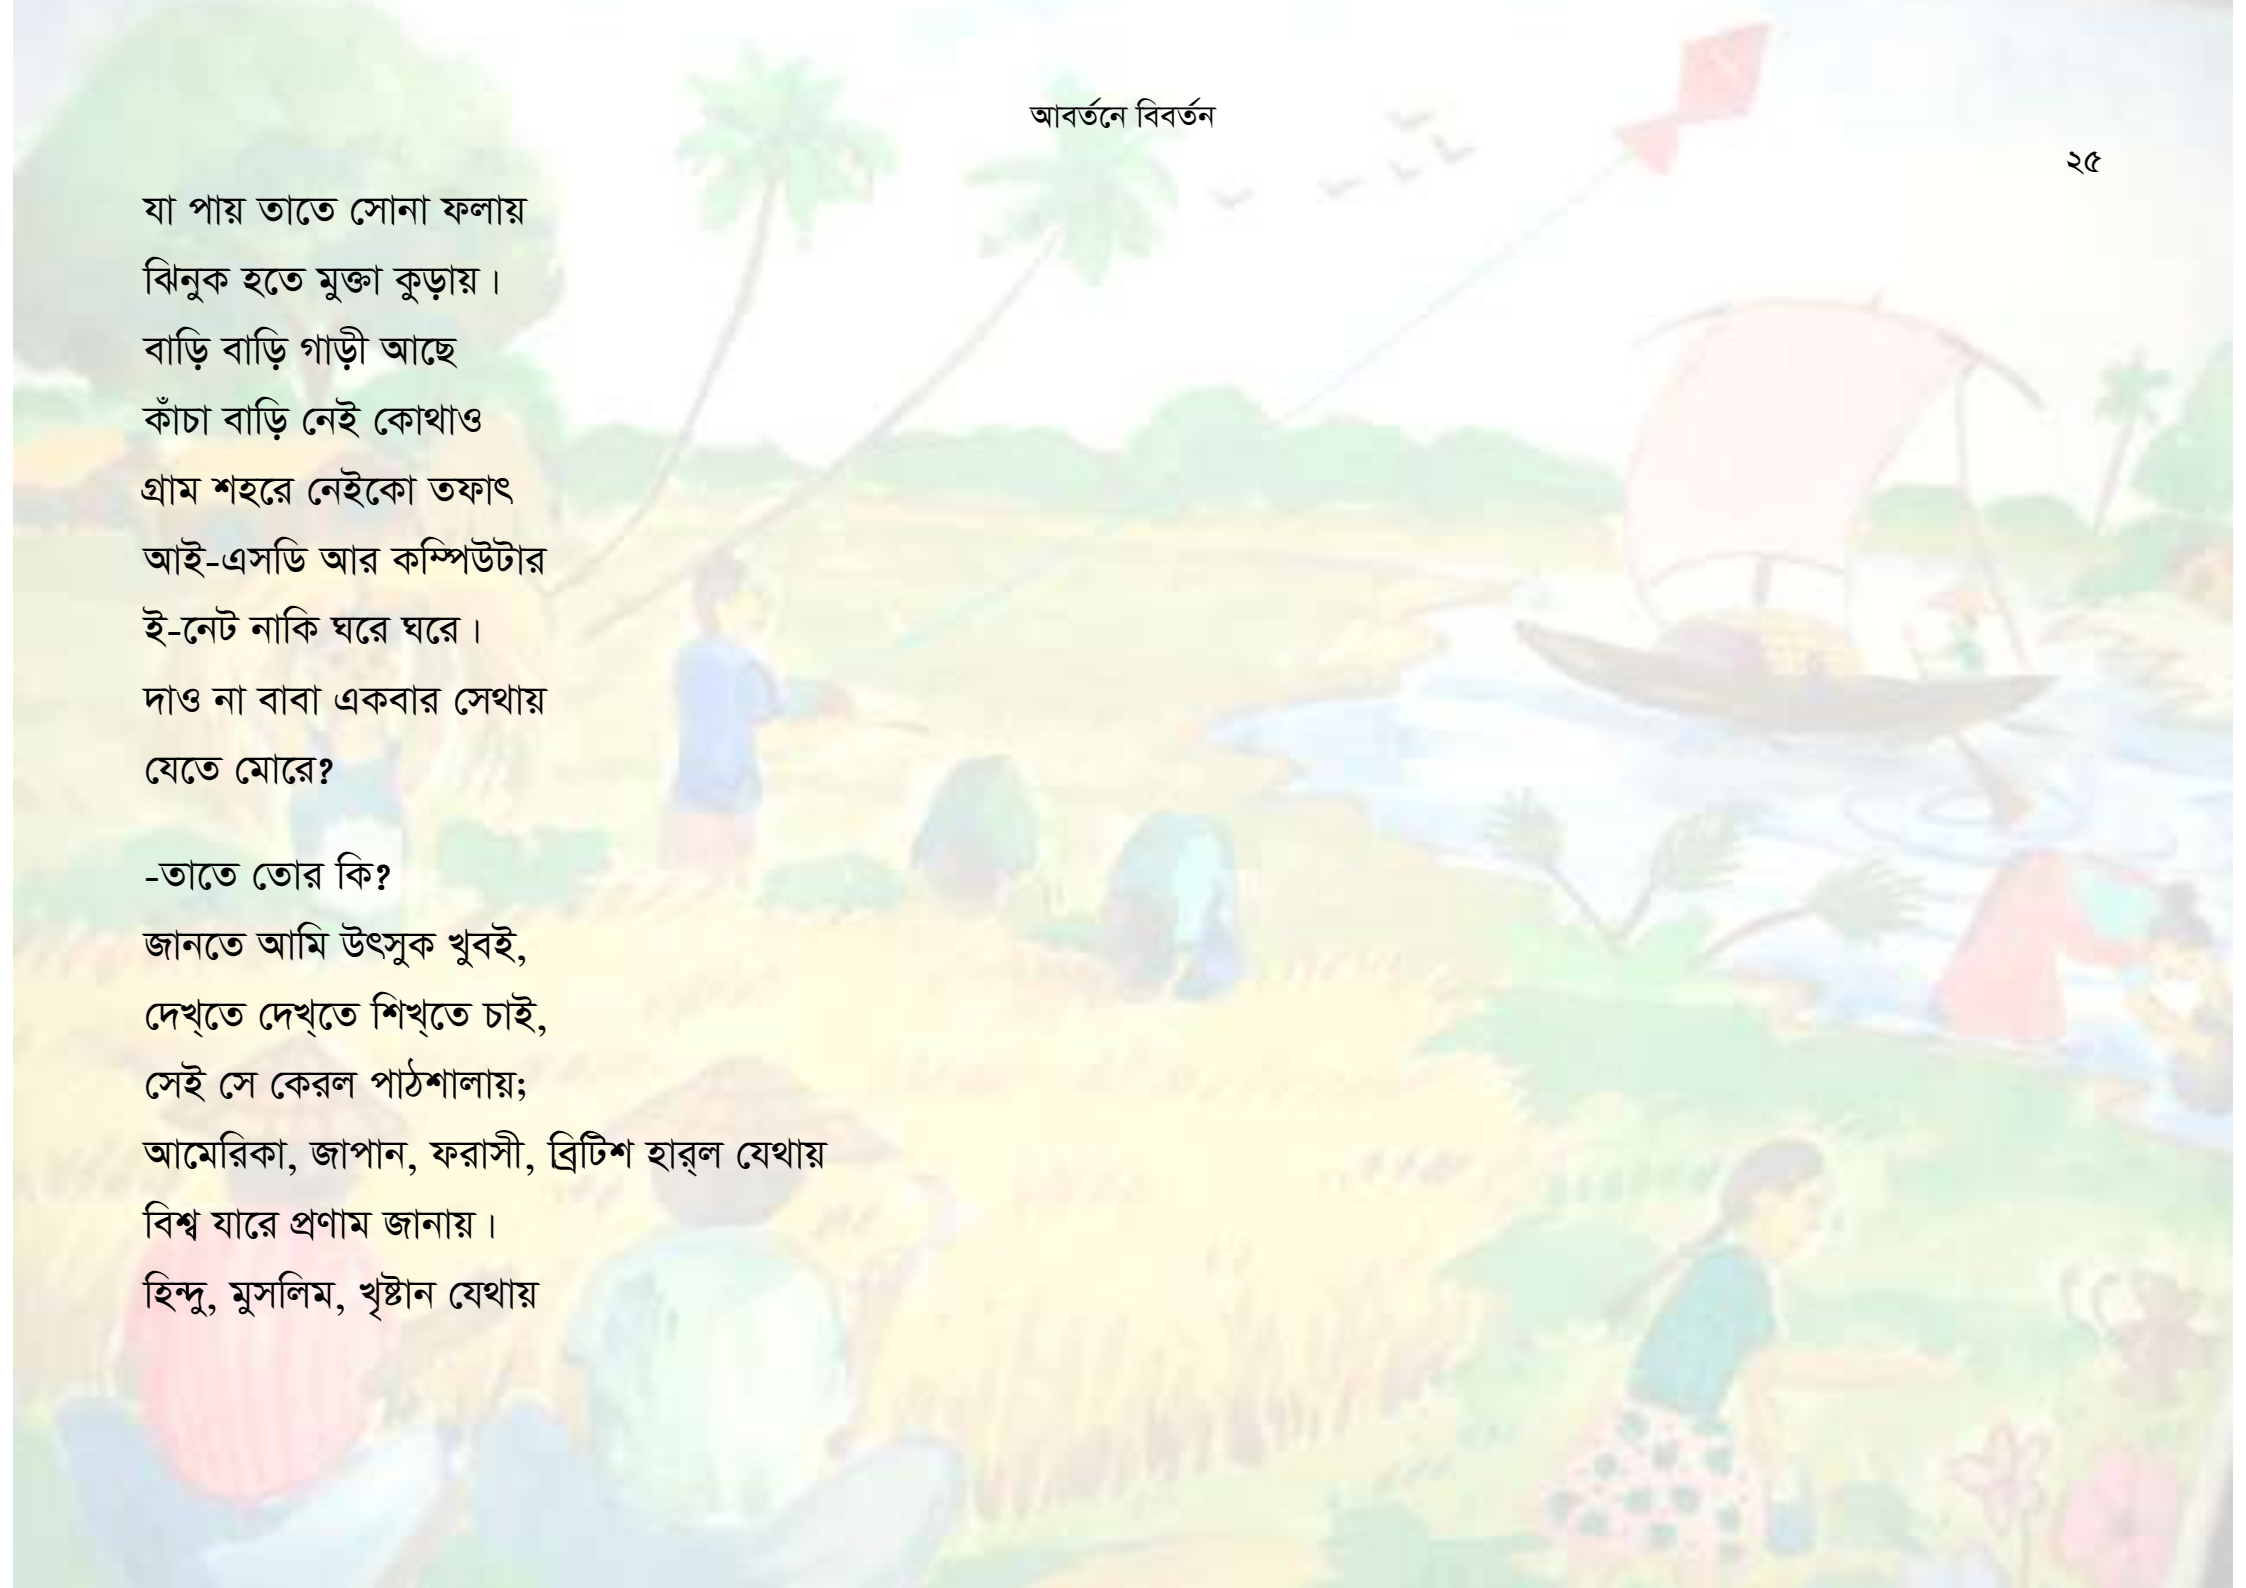 আবর্তনে বিবর্তন
২৫
যা পায় তাতে সোনা ফলায়
ঝিনুক হতে মুক্তা কুড়ায়।
বাড়ি বাড়ি গাড়ী আছে
কাঁচা বাড়ি নেই কোথাও
গ্রাম শহরে নেইকো তফাৎ
আই-এসডি আর কম্পিউটার
ই-নেট নাকি ঘরে ঘরে।
দাও না বাবা একবার সেথায়
যেতে মোরে?
-তাতে তোর কি?
জানতে আমি উৎসুক খুবই,
দেখ্‌তে দেখ্‌তে শিখ্‌তে চাই,
সেই সে কেরল পাঠশালায়;
আমেরিকা, জাপান, ফরাসী, ব্রিটিশ হার্‌ল যেথায়
বিশ্ব যারে প্রণাম জানায়।
হিন্দু, মুসলিম, খৃষ্টান যেথায়